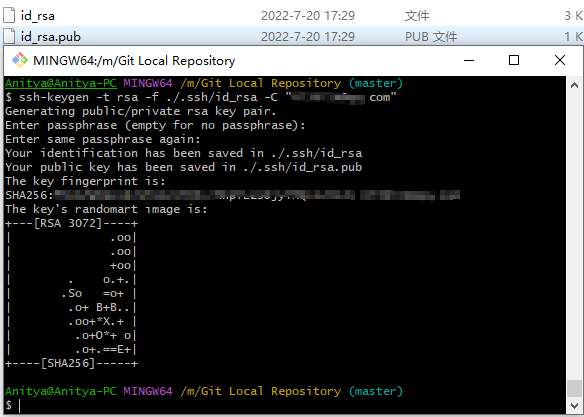 id_rsa 2022-7-20 17:29 文件 3 K
id_rsa.pub 2022-7-20 17:29 PUB 文件 1 K
MINGW64:/m/Git Local Repository
Anitya@Anitya-PC MINGW64 /m/Git Local Repository (master)
$ ssh-keygen -t rsa -f ./.ssh/id_rsa -C " com"
Generating public/private rsa key pair.
Enter passphrase (empty for no passphrase):
Enter same passphrase again:
Your identification has been saved in ./.ssh/id_rsa
Your public key has been saved in ./.ssh/id_rsa.pub
The key fingerprint is:
SHA256:
The key's randomart image is:
+---[RSA 3072]----+
|              .oo|
|              .oo|
|              +oo|
|        .    o.+.|
|       .So   =o+ |
|        .o+ B+B..|
|       .oo+*X.+  |
|         .o+O*+ o|
|         .o+.==E+|
+----[SHA256]-----+
Anitya@Anitya-PC MINGW64 /m/Git Local Repository (master)
$